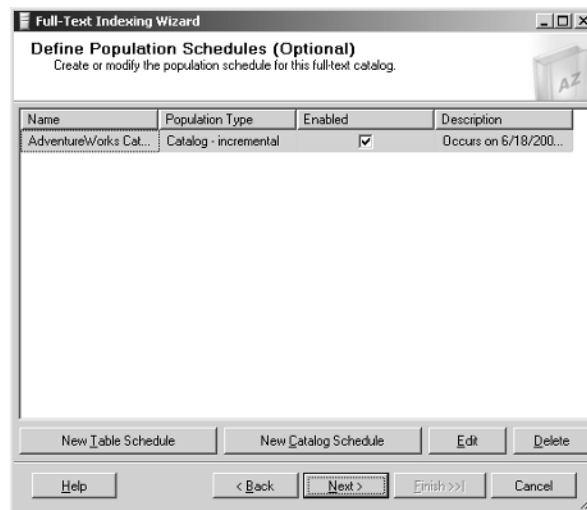 Full-Text Indexing Wizard
Define Population Schedules (Optional)
Create or modify the population schedule for this full-text catalog.
AZ
Name Population Type Enabled Description
AdventureWorks Cat... Catalog - incremental Occurs on 6/18/200...
New Table Schedule New Catalog Schedule Edit Delete
Help < Back Next > Finish >>| Cancel